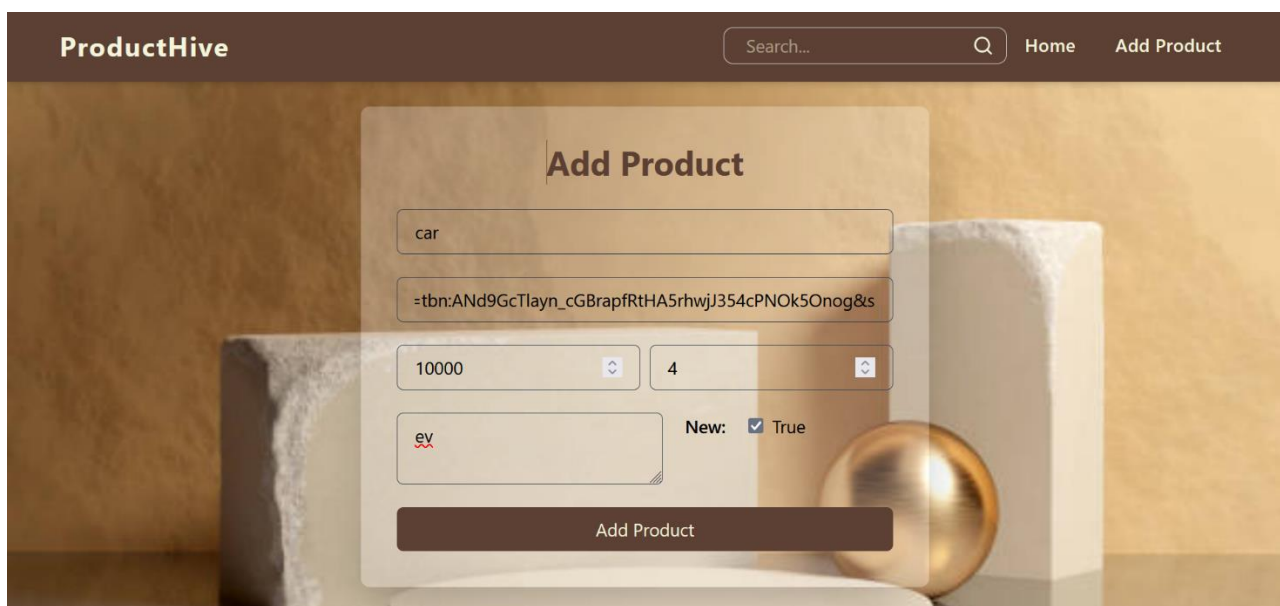 ProductHive
Search...
Home
Add Product
Add Product
car
=tbn:ANd9GcTlayn_cGBrapfRtHA5rhwjJ354cPNOk5Onog&s
10000
4
ev
New:
True
Add Product